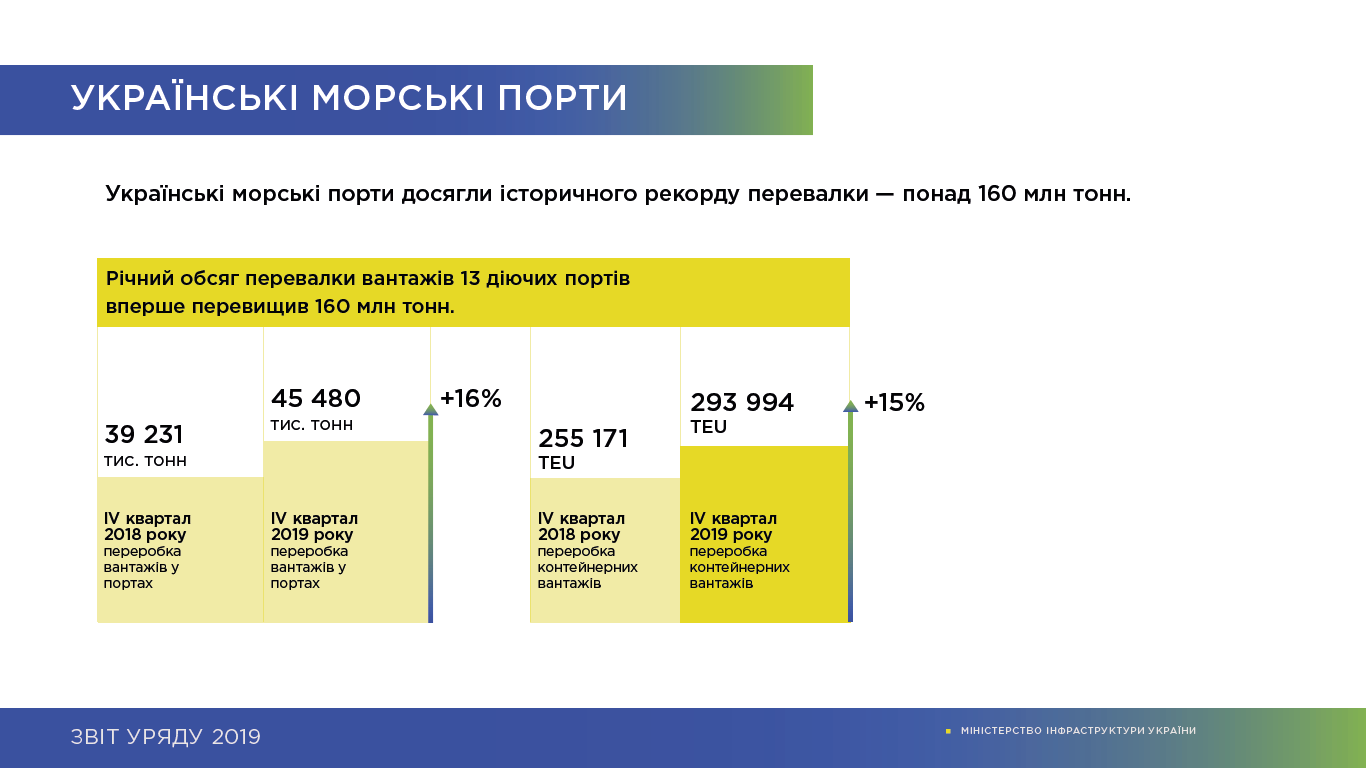 УКРАЇНСЬКІ МОРСЬКІ ПОРТИ
Українські морські порти досягли історичного рекорду перевалки — понад 160 млн тонн.
Річний обсяг перевалки вантажів 13 діючих портів
вперше перевищив 160 млн тонн.
39 231
тис. тонн
IV квартал
2018 року
переробка
вантажів у
портах
45 480
тис. тонн
IV квартал
2019 року
переробка
вантажів у
портах
+16%
255 171
TEU
IV квартал
2018 року
переробка
контейнерних
вантажів
293 994
TEU
IV квартал
2019 року
переробка
контейнерних
вантажів
+15%
ЗВІТ УРЯДУ 2019
МІНІСТЕРСТВО ІНФРАСТРУКТУРИ УКРАЇНИ